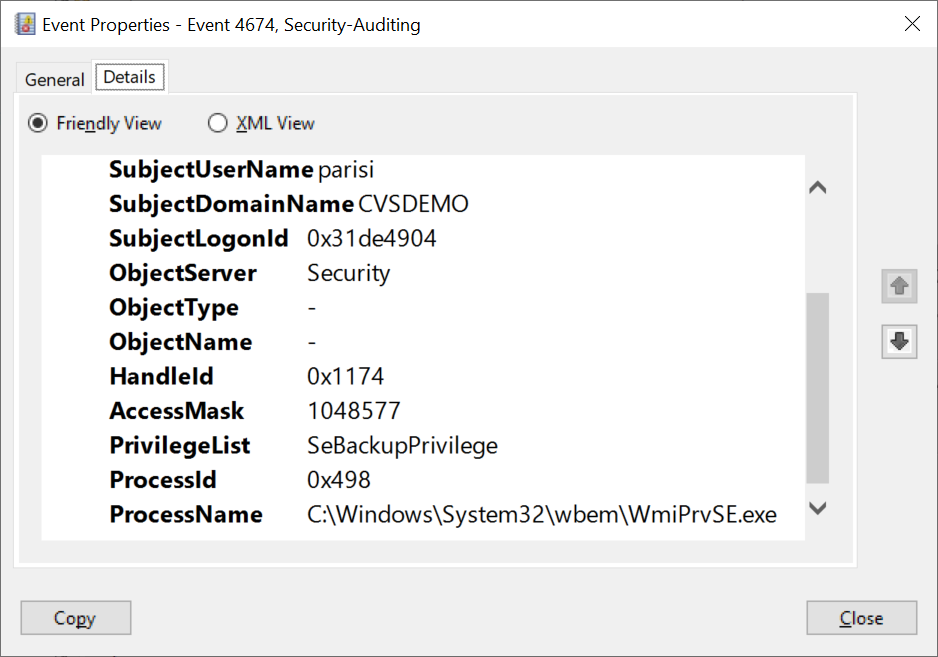 Event Properties - Event 4674, Security-Auditing
General
Details
Friendly View
XML View
SubjectUserName parisi
SubjectDomainName CVSDEMO
SubjectLogonId 0x31de4904
ObjectServer Security
ObjectType -
ObjectName -
HandleId 0x1174
AccessMask 1048577
PrivilegeList SeBackupPrivilege
ProcessId 0x498
ProcessName C:\Windows\System32\wbem\WmiPrvSE.exe
Copy
Close